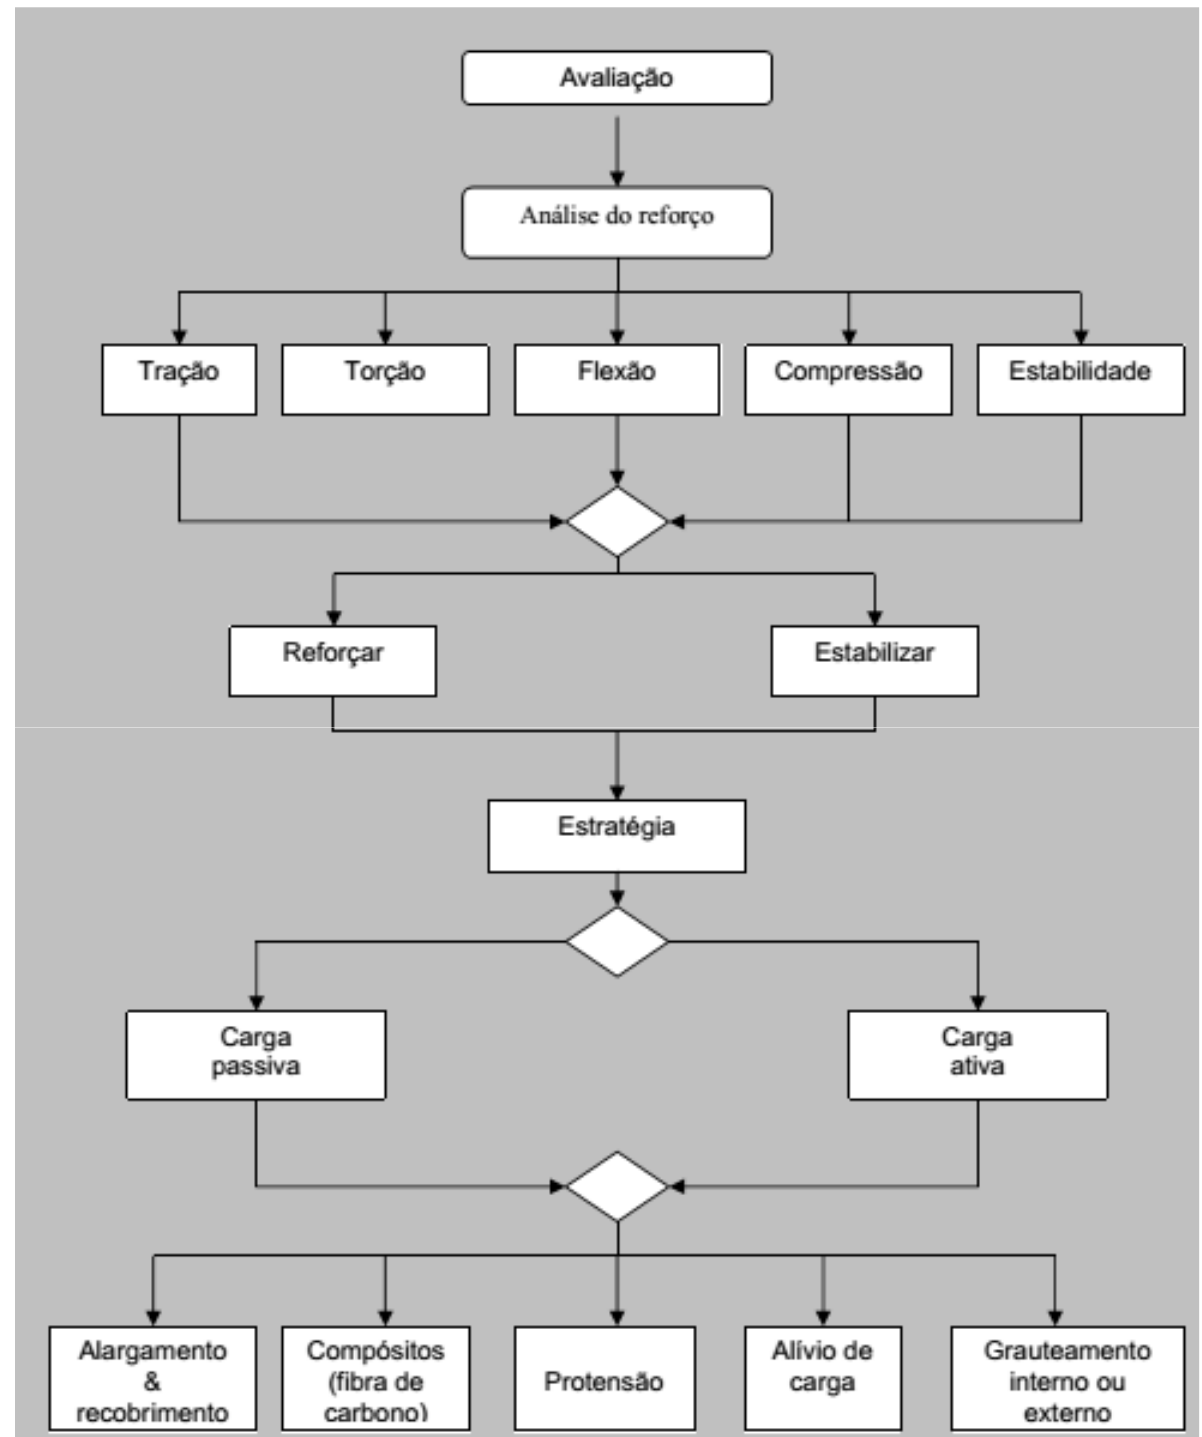 Avaliação
Análise do reforço
Tração
Torção
Flexão
Compressão
Estabilidade
Reforçar
Estabilizar
Estratégia
Carga
passiva
Carga
ativa
Alargamento
&
recobrimento
Compósitos
(fibra de
carbono)
Protensão
Alívio de
carga
Grauteamento
interno ou
externo